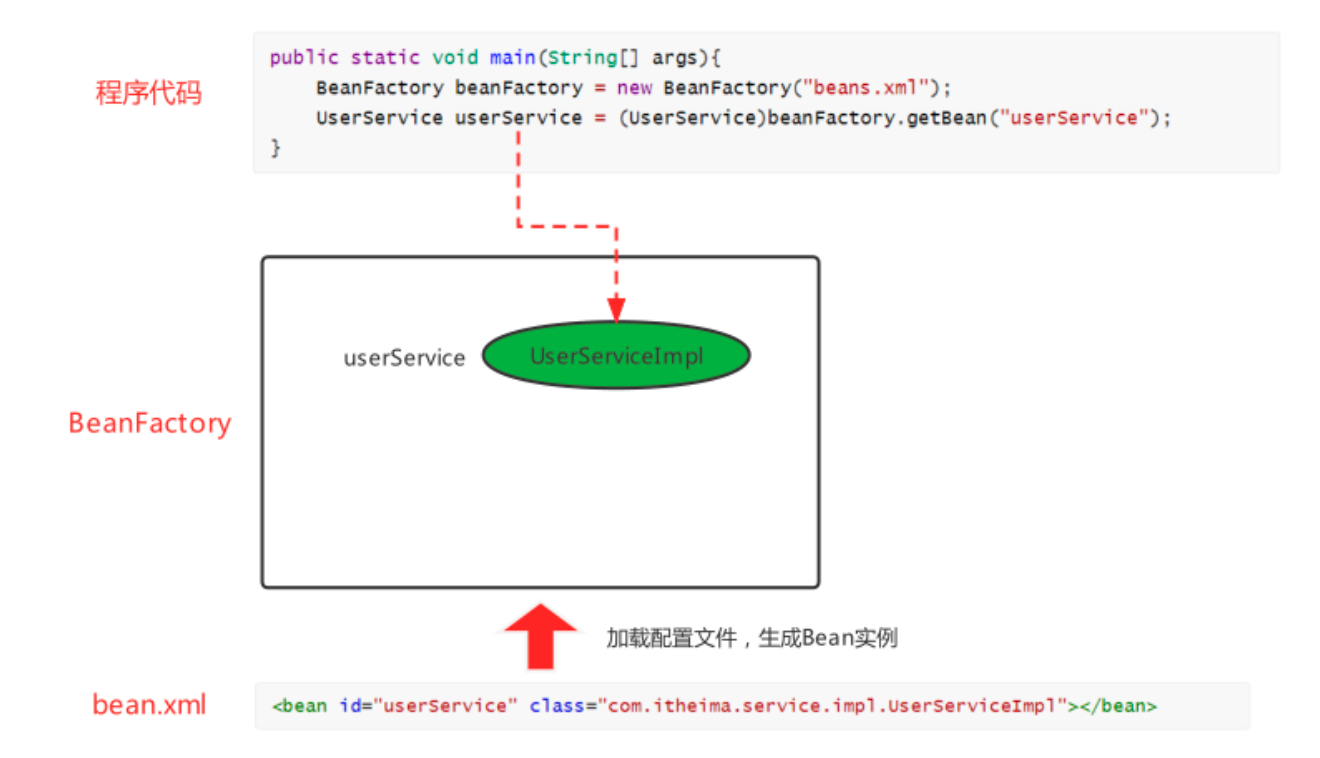 程序代码
public static void main(String[] args){
    BeanFactory beanFactory = new BeanFactory("beans.xml");
    UserService userService = (UserService)beanFactory.getBean("userService");
}
userService
UserServiceImpl
BeanFactory
加载配置文件，生成Bean实例
bean.xml
<bean id="userService" class="com.itheima.service.impl.UserServiceImpl"></bean>